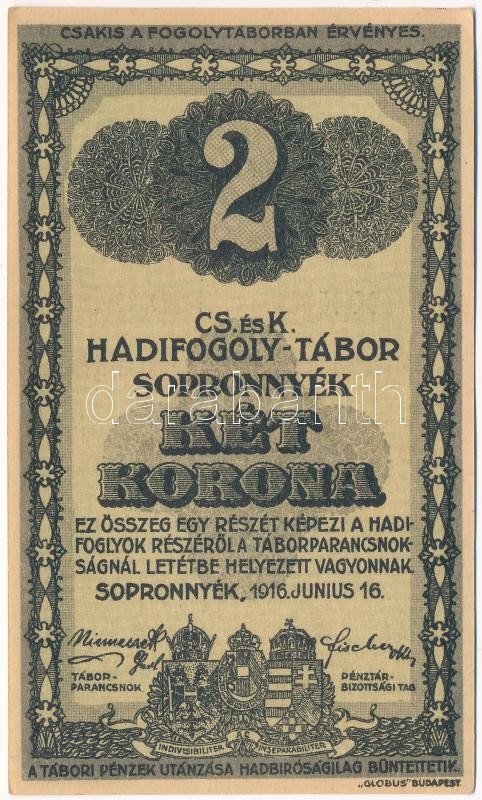 CSAKIS A FOGOLYTÁBORBAN ÉRVÉNYES.
2
CS. ÉS K.
HADIFOGOLY-TÁBOR
SOPRONNYÉK
darabanth
KÉT
KORONA
EZ ÖSSZEG EGY RÉSZÉT KÉPEZI A HADI-
FOGLYOK RÉSZÉRŐL A TÁBORPARANCSNOK-
SÁGNÁL LETÉTBE HELYEZETT VAGYONNAK.
SOPRONNYÉK, 1916. JUNIUS 16.
TÁBOR-
PARANCSNOK.
PÉNZTÁR-
BIZOTTSÁGI TAG
INDIVISIBILITER AC INSEPARABILITER
A TÁBORI PÉNZEK UTÁNZÁSA HADBIRÓSÁGILAG BÜNTETTETIK.
„GLOBUS" BUDAPEST